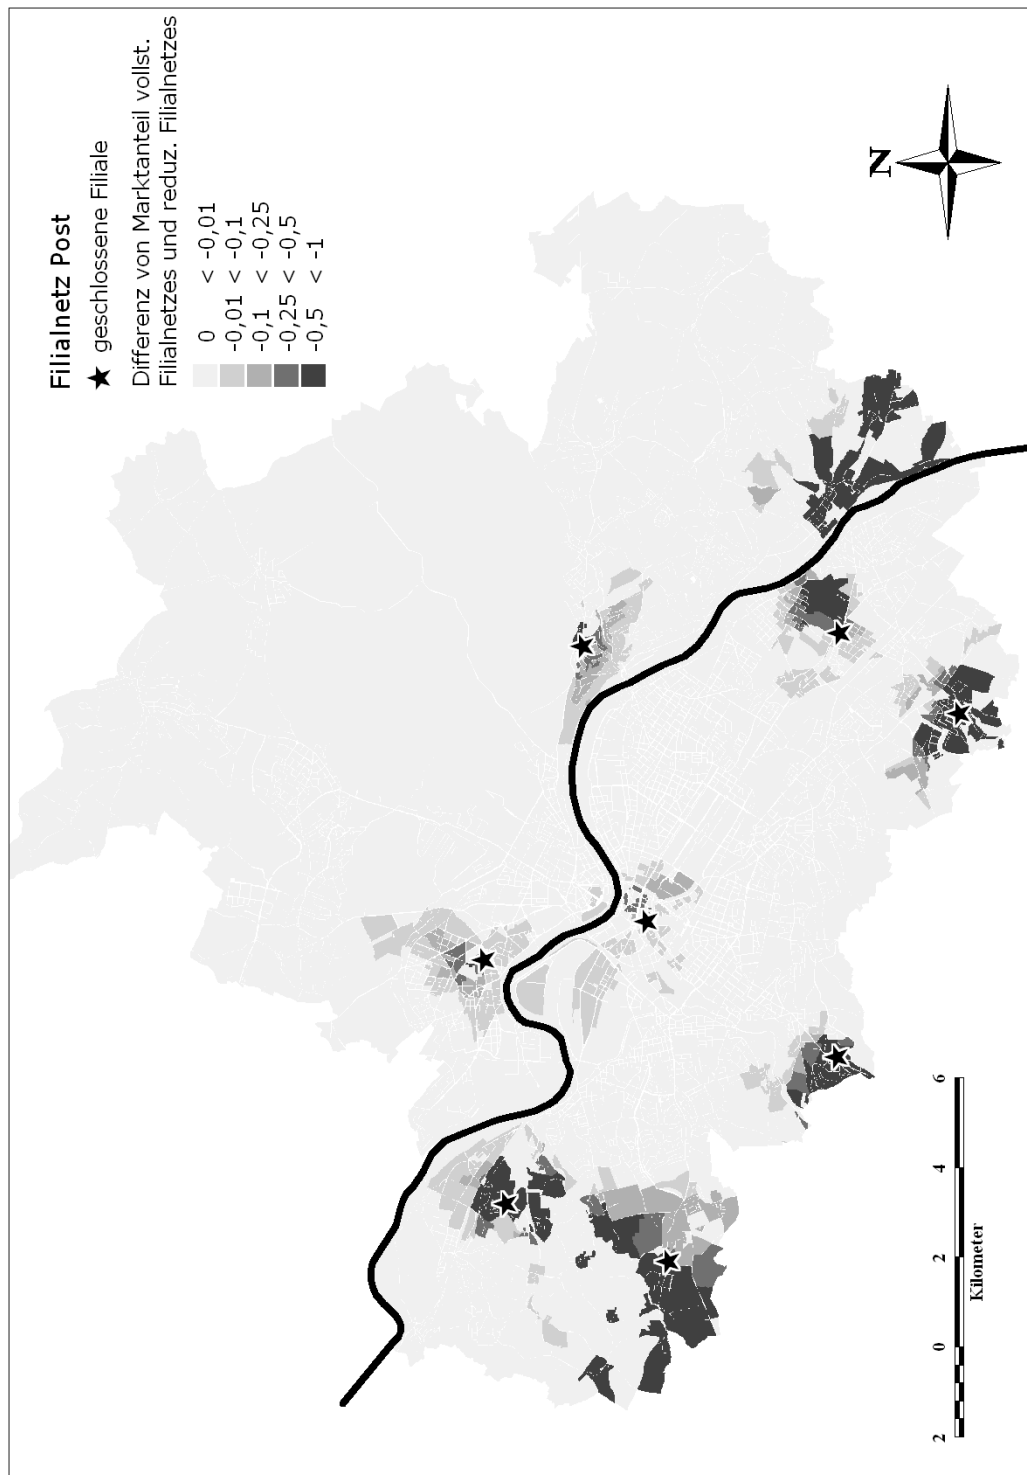 Filialnetz Post
geschlossene Filiale
Differenz von Marktanteil vollst.
Filialnetzes und reduz. Filialnetzes
0 < -0,01
-0,01 < -0,1
-0,1 < -0,25
-0,25 < -0,5
-0,5 < -1
N
2 0 2 4 6
Kilometer